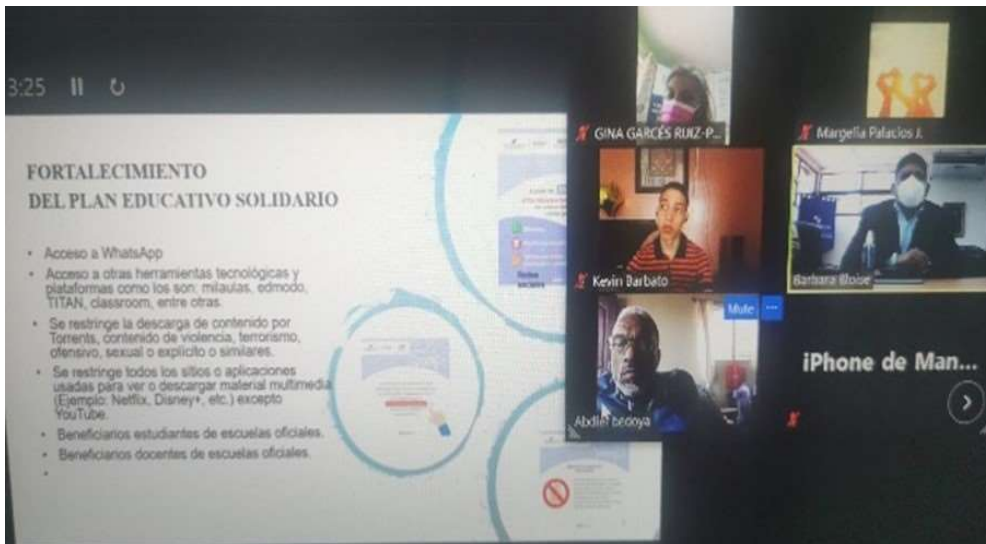 3:25
FORTALECIMIENTO
DEL PLAN EDUCATIVO SOLIDARIO
• Acceso a WhatsApp
• Acceso a otras herramientas tecnológicas y
plataformas como los son: milaulas, edmodo,
TITAN, classroom, entre otras.
• Se restringe la descarga de contenido por
Torrents, contenido de violencia, terrorismo,
ofensivo, sexual o explícito o similares.
• Se restringe todos los sitios o aplicaciones
usadas para ver o descargar material multimedia
(Ejemplo: Netflix, Disney+, etc.) excepto
YouTube.
• Beneficiarios estudiantes de escuelas oficiales.
• Beneficiarios docentes de escuelas oficiales.
GINA GARCÉS RUIZ-P...
Margelia Palacios J.
Kevin Barbato
Barbara Bloise
Mute
Abdiel bedoya
iPhone de Man...